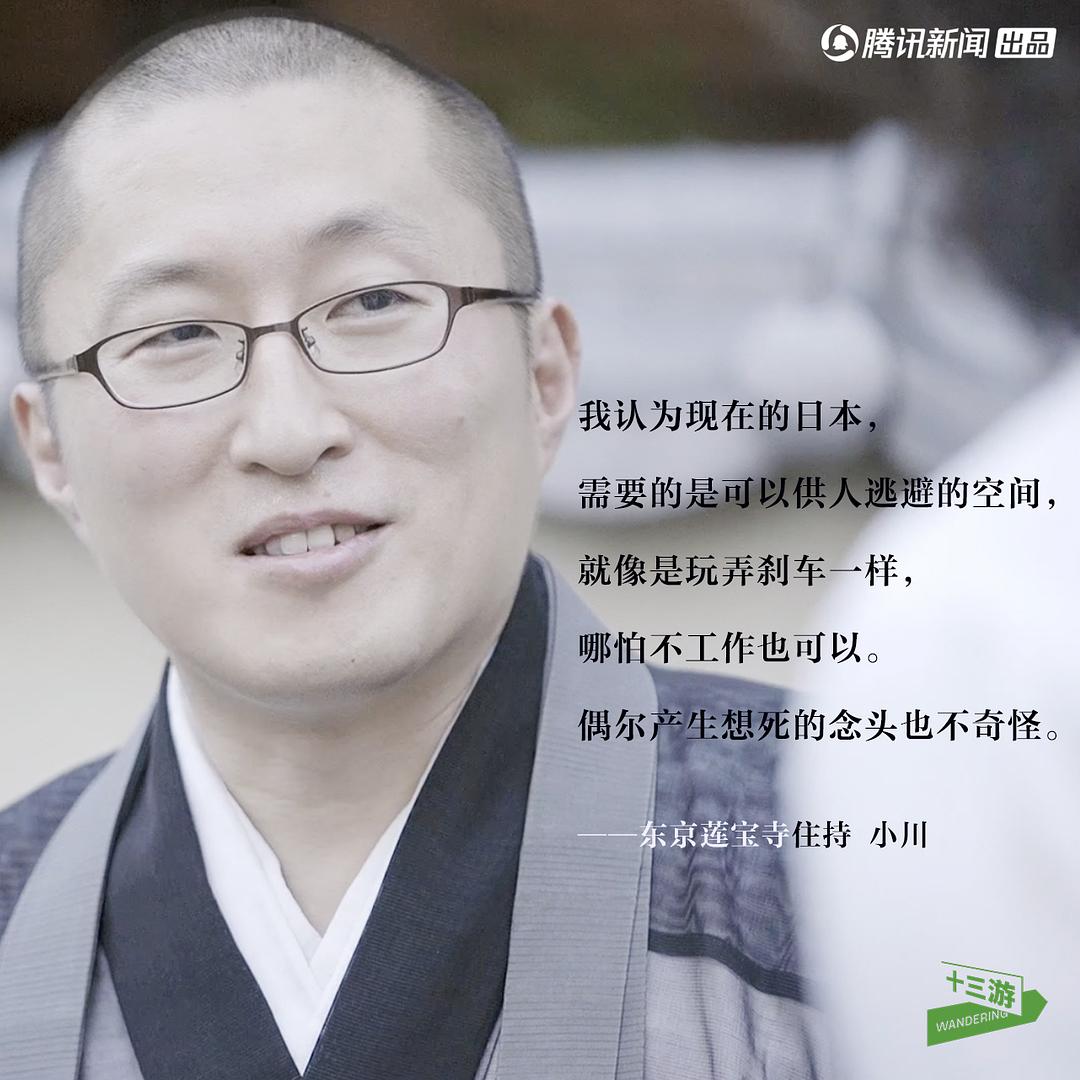 腾讯新闻 出品
我认为现在的日本，
需要的是可以供人逃避的空间，
就像是玩弄刹车一样，
哪怕不工作也可以。
偶尔产生想死的念头也不奇怪。
——东京莲宝寺住持 小川
十三游
WANDERING